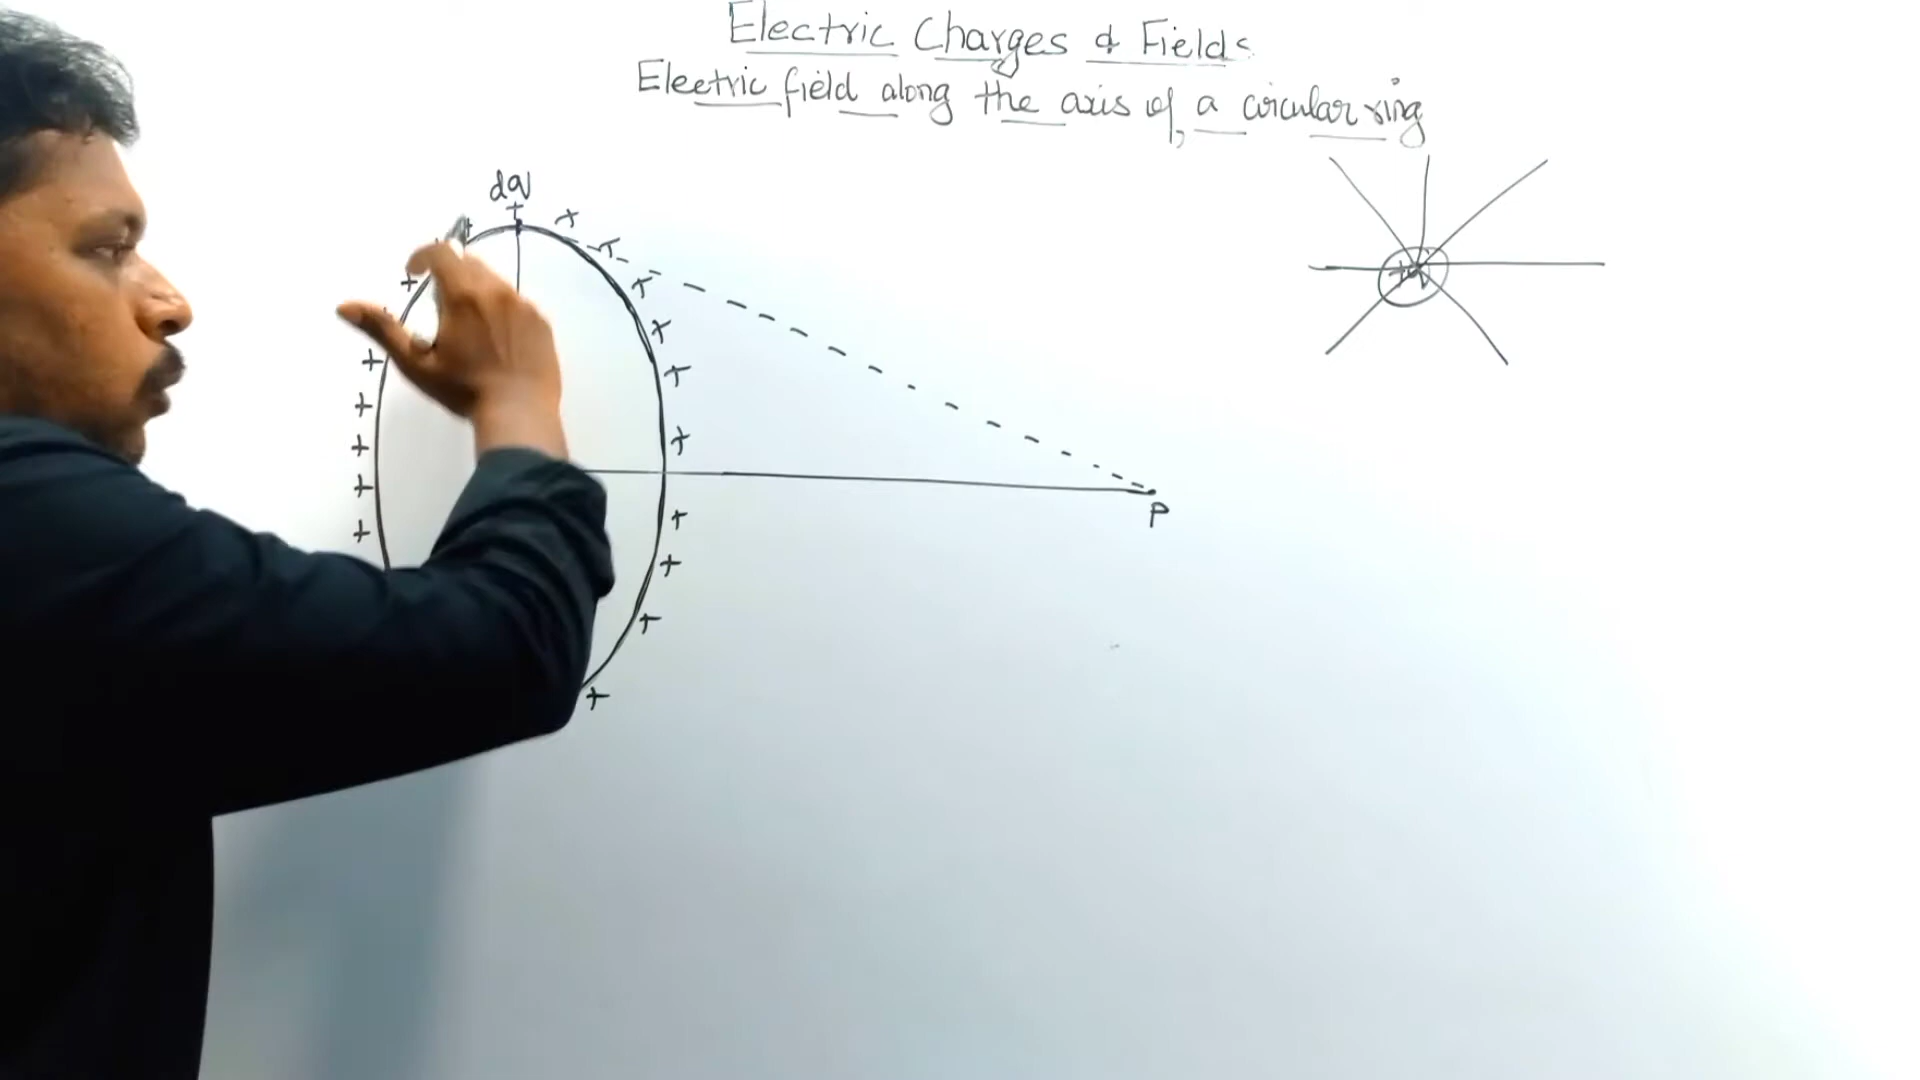 Electric Charges & Fields
Electric field along the axis of a circular ring
dq
+ + + + + + + + + + + + + + + + + + +
+q
P